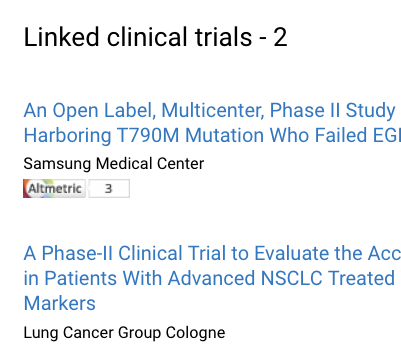 Linked clinical trials - 2
An Open Label, Multicenter, Phase II Study
Harboring T790M Mutation Who Failed EGI
Samsung Medical Center
Altmetric 3
A Phase-II Clinical Trial to Evaluate the Acc
in Patients With Advanced NSCLC Treated
Markers
Lung Cancer Group Cologne